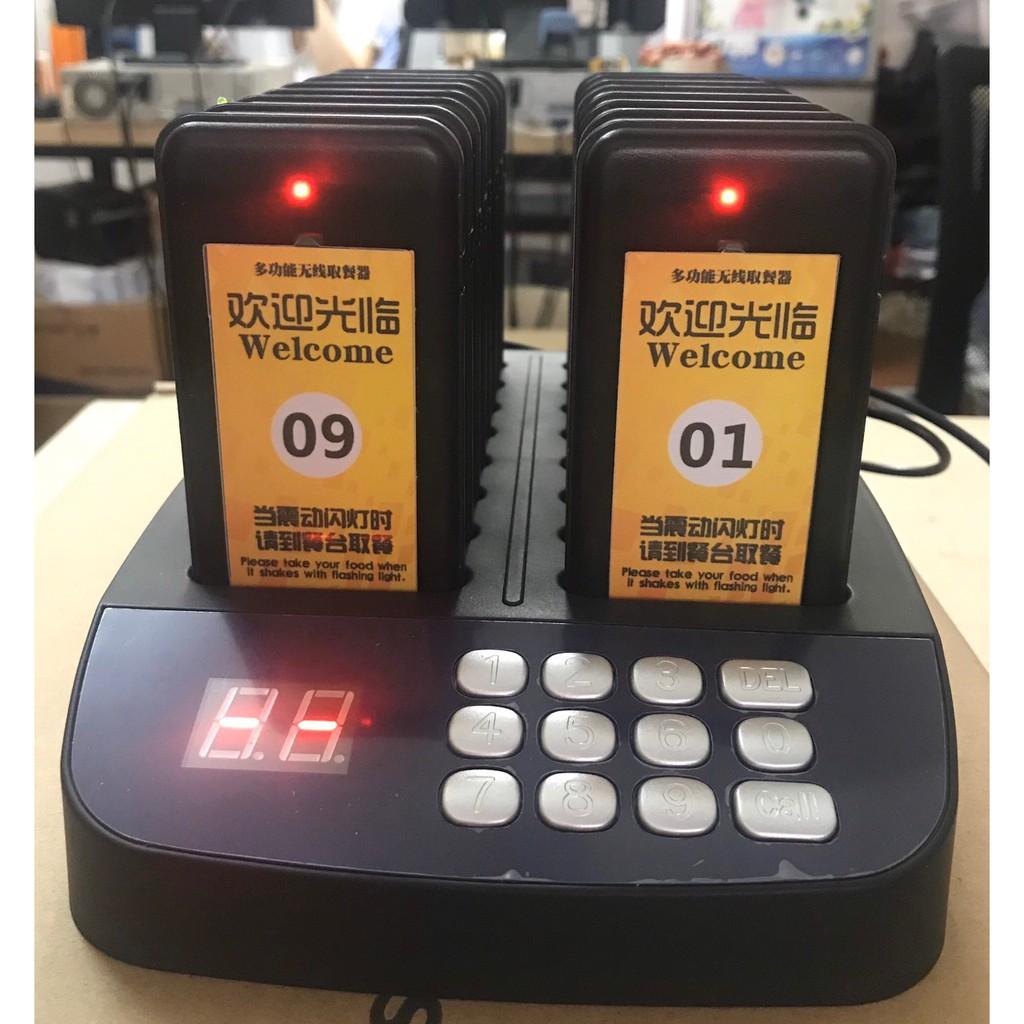 多功能无线取餐器
欢迎光临
Welcome
09
当震动闪灯时
请到餐台取餐
Please take your food when
it shakes with flashing light.
多功能无线取餐器
欢迎光临
Welcome
01
当震动闪灯时
请到餐台取餐
Please take your food when
it shakes with flashing light.
--
1 2 3 DEL
4 5 6 0
7 8 9 Call